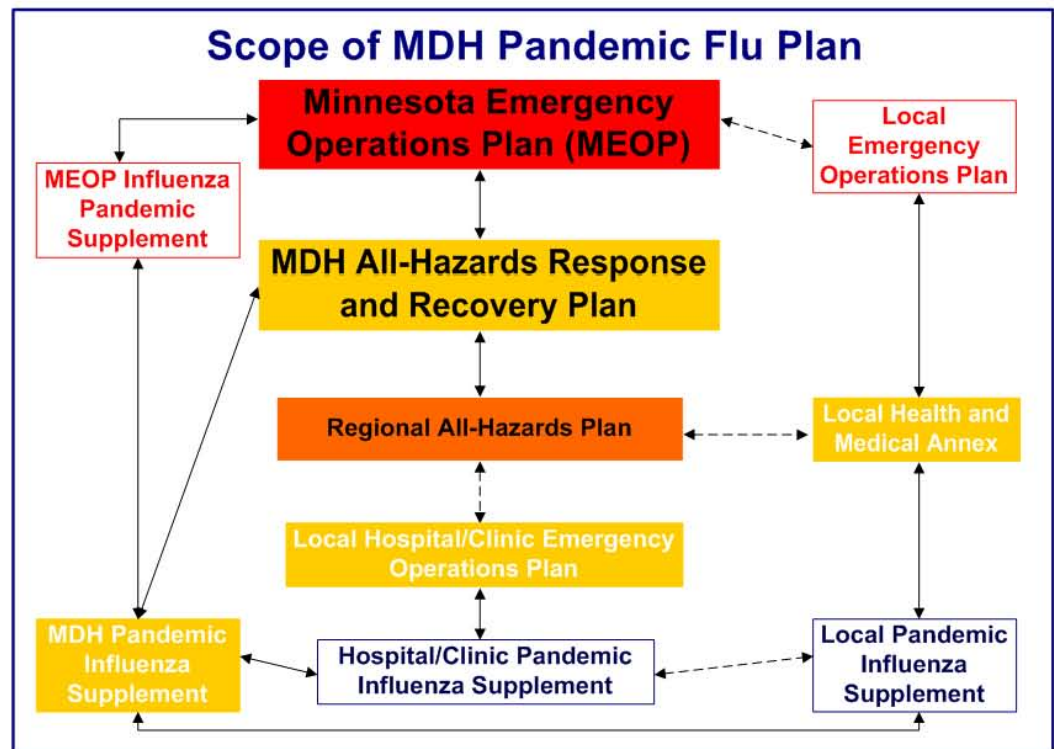 Scope of MDH Pandemic Flu Plan
Minnesota Emergency
Operations Plan (MEOP)
Local
Emergency
Operations Plan
MEOP Influenza
Pandemic
Supplement
MDH All-Hazards Response
and Recovery Plan
Regional All-Hazards Plan
Local Health and
Medical Annex
Local Hospital/Clinic Emergency
Operations Plan
MDH Pandemic
Influenza
Supplement
Hospital/Clinic Pandemic
Influenza Supplement
Local Pandemic
Influenza
Supplement